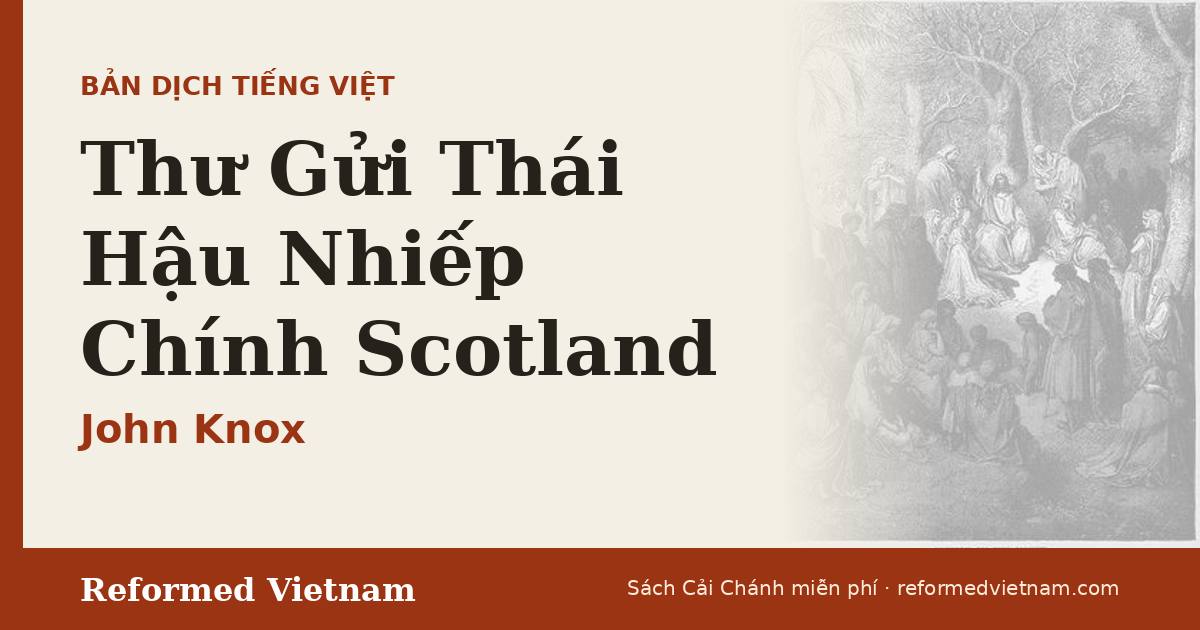 BẢN DỊCH TIẾNG VIỆT
Thư Gửi Thái
Hậu Nhiếp
Chính Scotland
John Knox
Reformed Vietnam
Sách Cải Chánh miễn phí · reformedvietnam.com